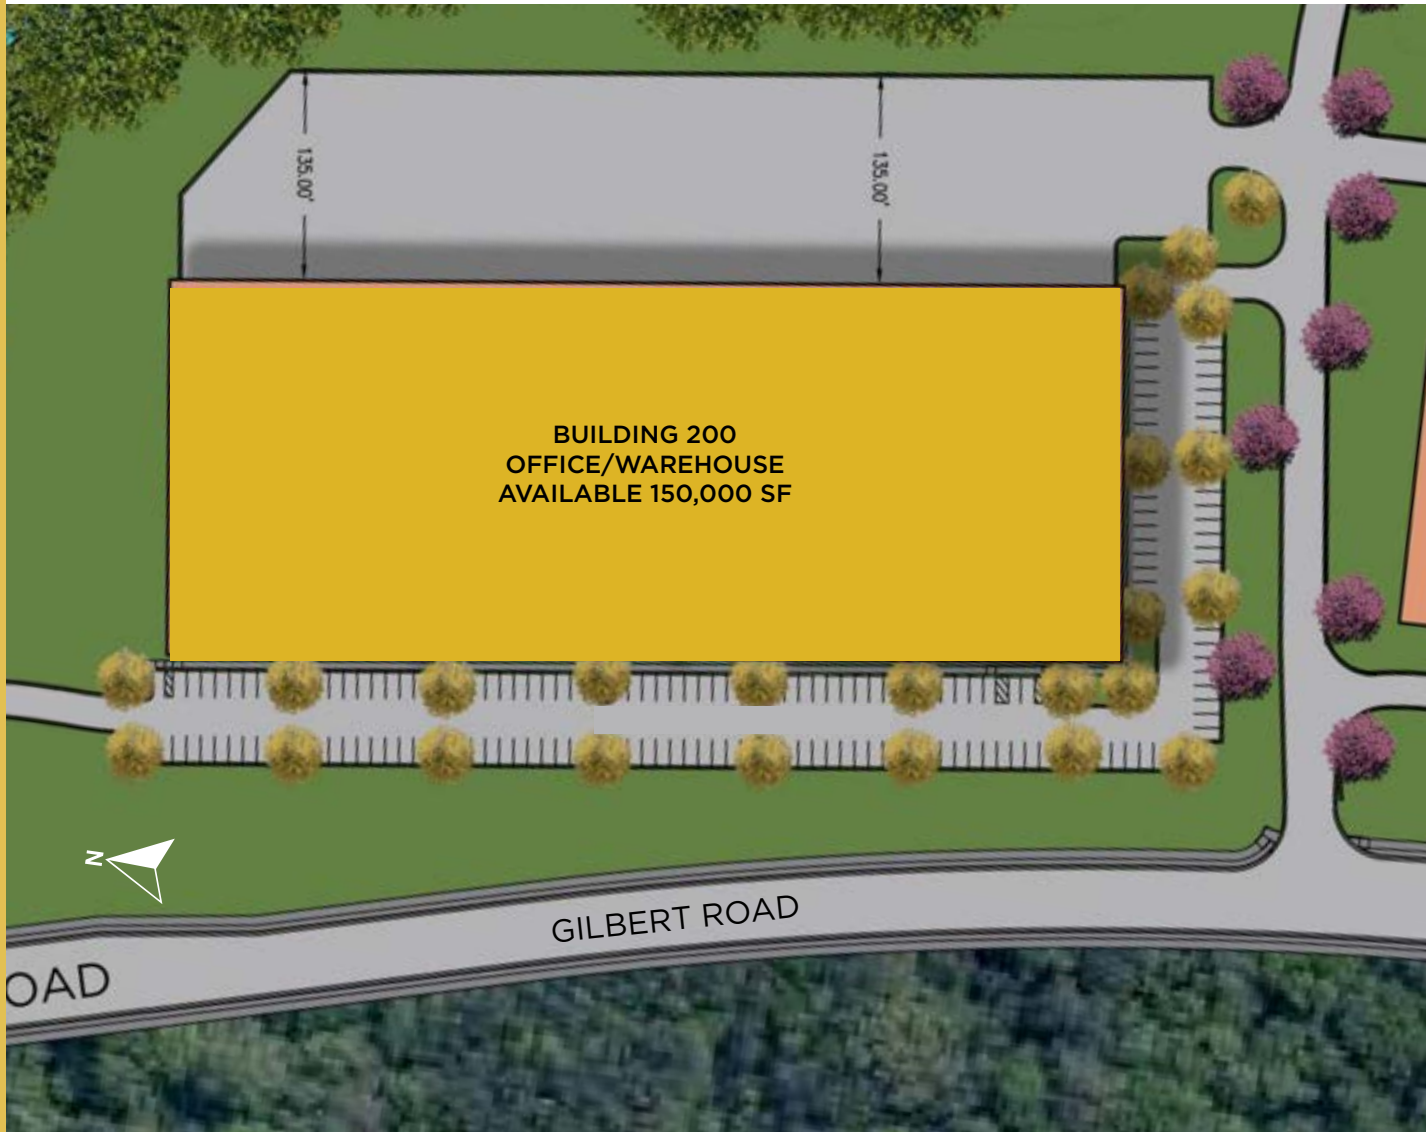 135.00'
135.00'
BUILDING 200
OFFICE/WAREHOUSE
AVAILABLE 150,000 SF
N
GILBERT ROAD
OAD